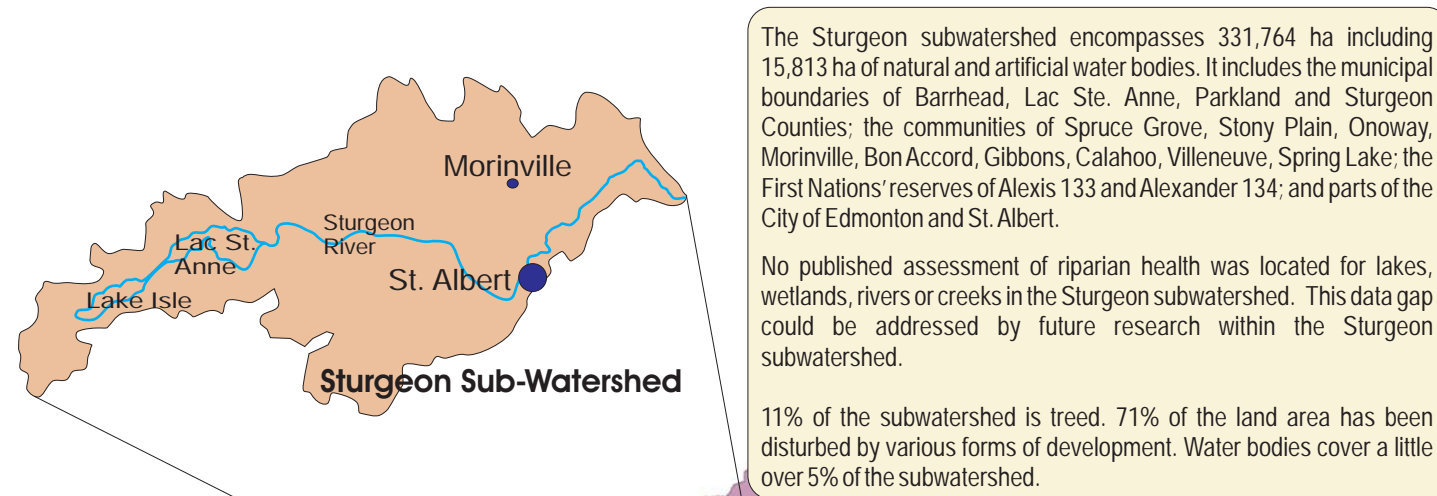 Morinville
Sturgeon
River
Lac St.
Anne
St. Albert
Lake Isle
Sturgeon Sub-Watershed
The Sturgeon subwatershed encompasses 331,764 ha including
15,813 ha of natural and artificial water bodies. It includes the municipal
boundaries of Barrhead, Lac Ste. Anne, Parkland and Sturgeon
Counties; the communities of Spruce Grove, Stony Plain, Onoway,
Morinville, Bon Accord, Gibbons, Calahoo, Villeneuve, Spring Lake; the
First Nations' reserves of Alexis 133 and Alexander 134; and parts of the
City of Edmonton and St. Albert.
No published assessment of riparian health was located for lakes,
wetlands, rivers or creeks in the Sturgeon subwatershed. This data gap
could be addressed by future research within the Sturgeon
subwatershed.
11% of the subwatershed is treed. 71% of the land area has been
disturbed by various forms of development. Water bodies cover a little
over 5% of the subwatershed.